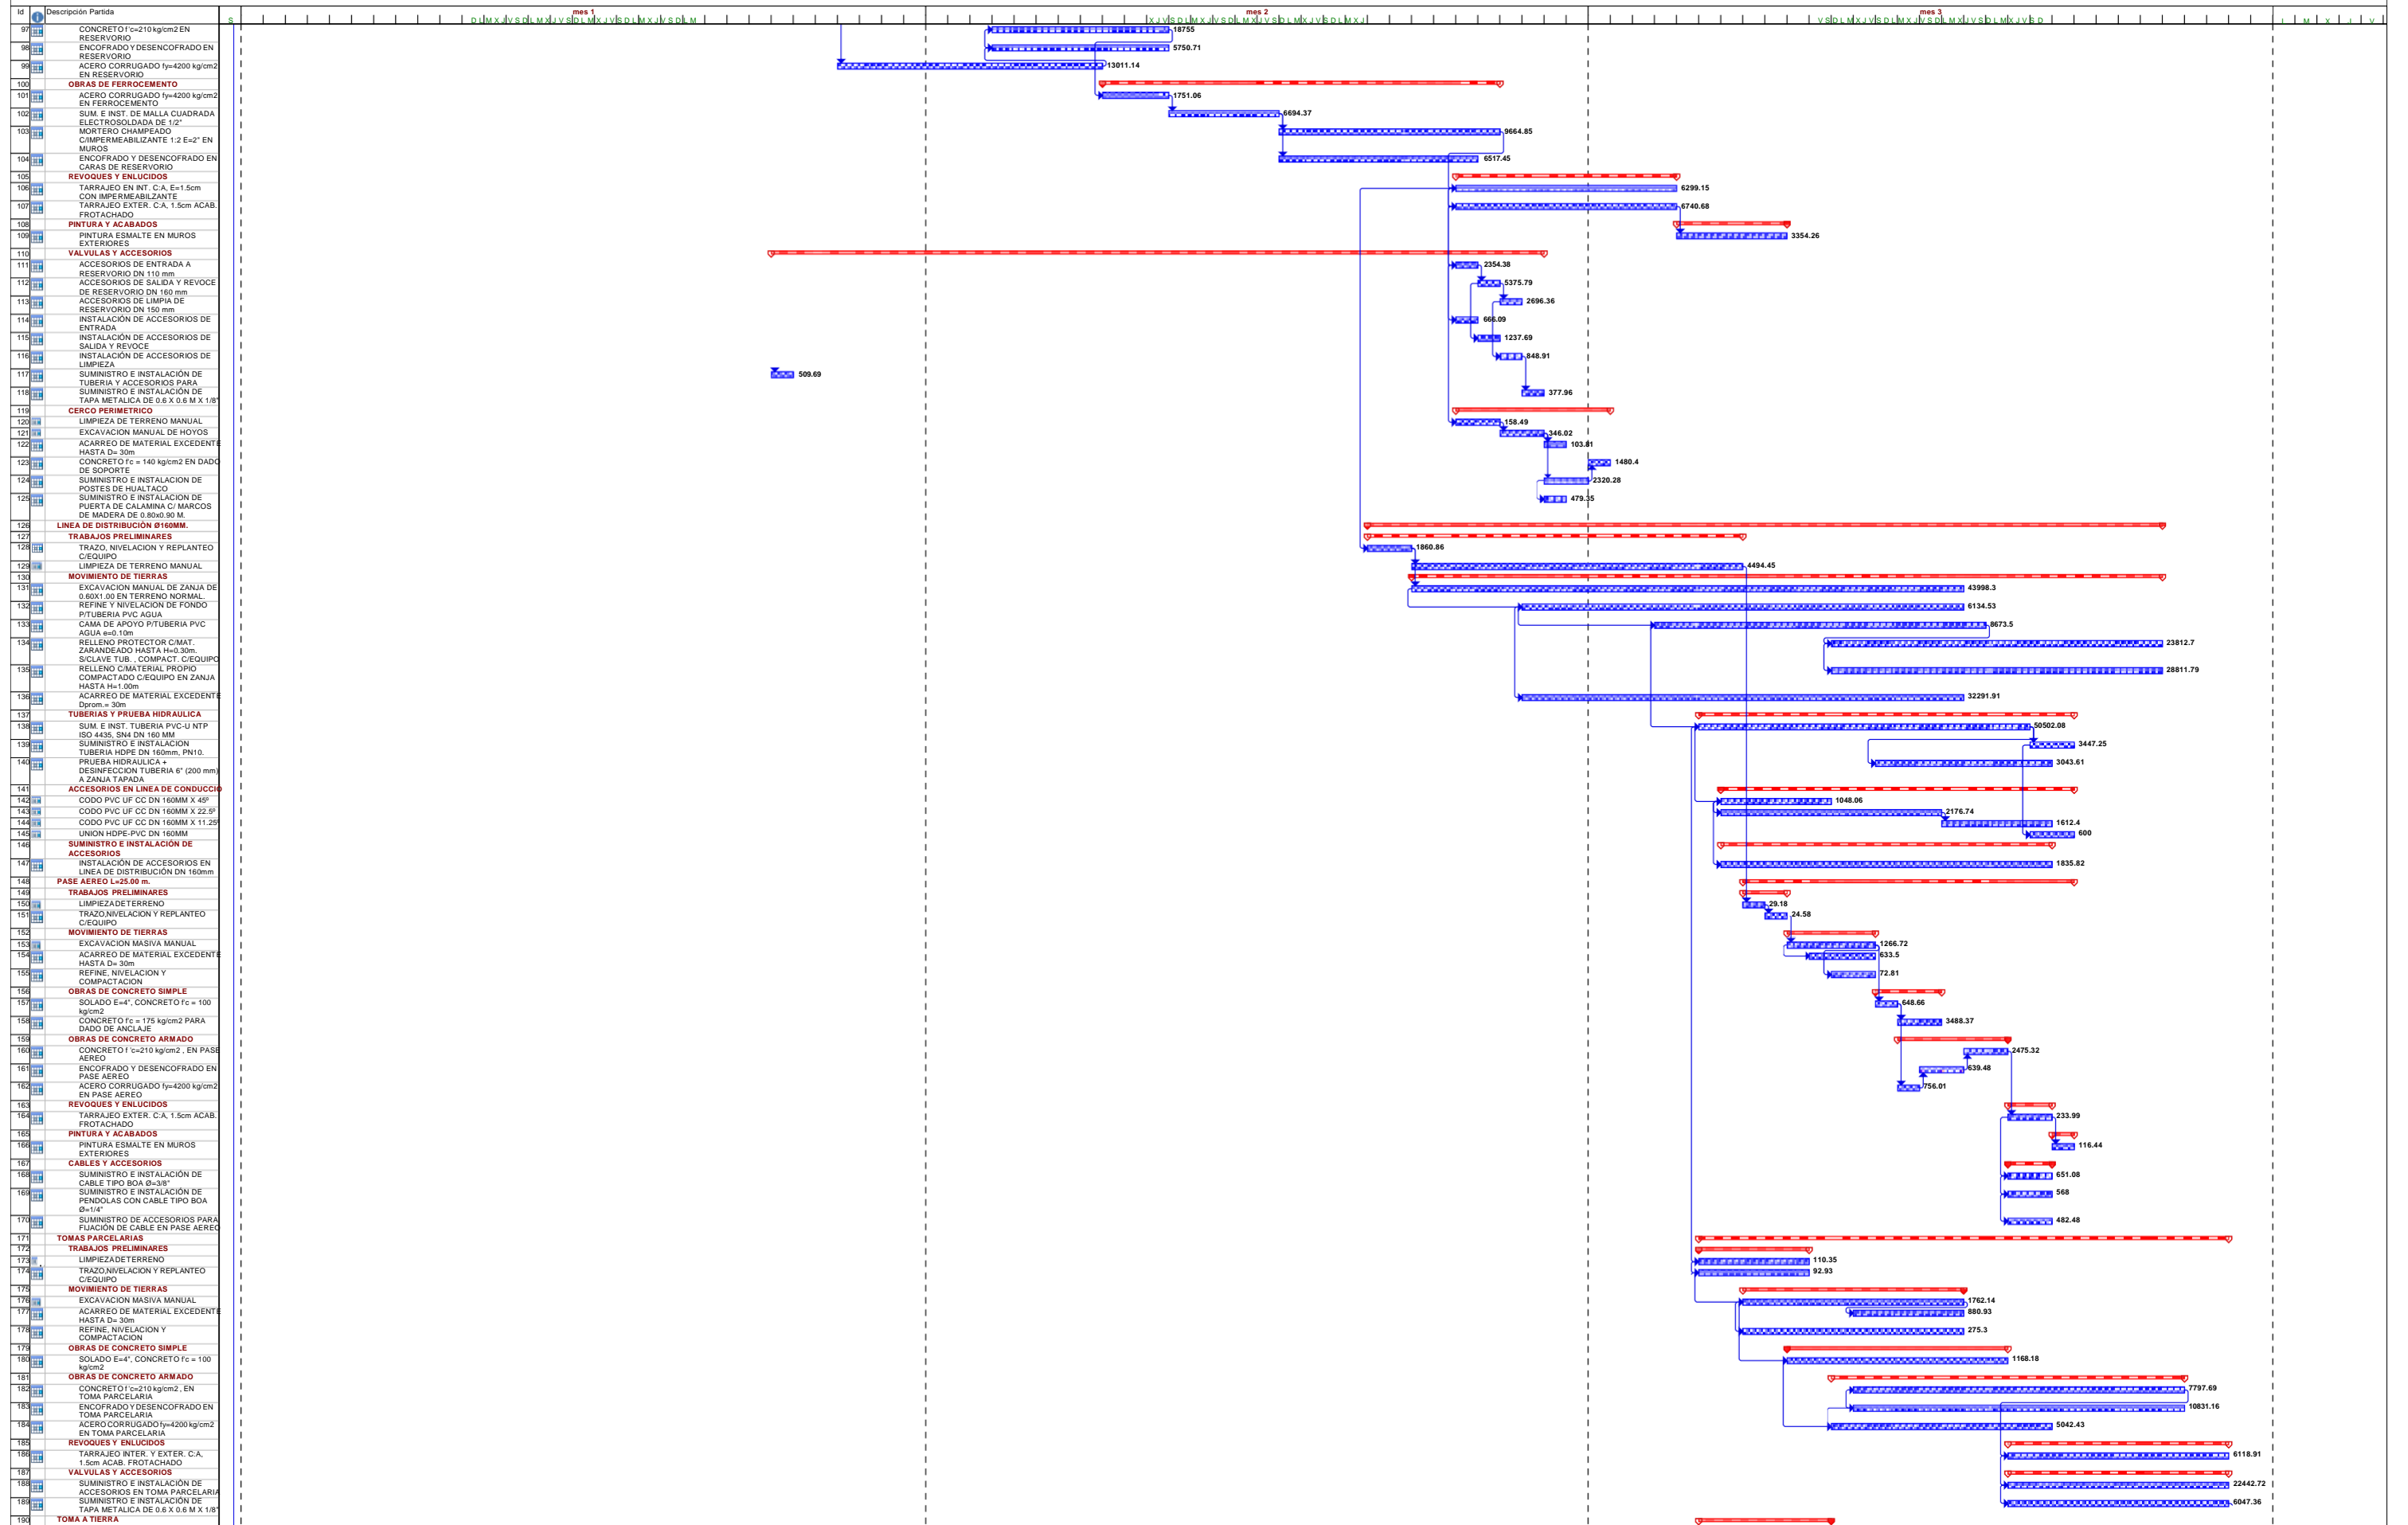 Id Descripción Partida mes 1 mes 2 mes 3
S D L M X J V S D L M X J V S D L M X J V S D L M X J V S D L M X J V S D L M X J V S D L M X J V S D L M X J
97 CONCRETO f'c=210 kg/cm2 EN 18755
RESERVORIO
98 ENCOFRADO Y DESENCOFRADO EN 5750.71
RESERVORIO
99 ACERO CORRUGADO fy=4200 kg/cm2 13011.14
EN RESERVORIO
100 OBRAS DE FERROCEMENTO
101 ACERO CORRUGADO fy=4200 kg/cm2 1751.06
EN FERROCEMENTO
102 SUM. E INST. DE MALLA CUADRADA 6694.37
ELECTROSOLDADA DE 1/2"
103 MORTERO CHAMPEADO 9664.85
C/IMPERMEABILIZANTE 1:2 E=2" EN
MUROS
104 ENCOFRADO Y DESENCOFRADO EN 6517.45
CARAS DE RESERVORIO
105 REVOQUES Y ENLUCIDOS
106 TARRAJEO EN INT. C:A, E=1.5cm 6299.15
CON IMPERMEABILZANTE
107 TARRAJEO EXTER. C:A, 1.5cm ACAB. 6740.68
FROTACHADO
108 PINTURA Y ACABADOS
109 PINTURA ESMALTE EN MUROS 3354.26
EXTERIORES
110 VALVULAS Y ACCESORIOS
111 ACCESORIOS DE ENTRADA A 2354.38
RESERVORIO DN 110 mm
112 ACCESORIOS DE SALIDA Y REVOCE 5375.79
DE RESERVORIO DN 160 mm
113 ACCESORIOS DE LIMPIA DE 2696.36
RESERVORIO DN 150 mm
114 INSTALACIÓN DE ACCESORIOS DE 666.09
ENTRADA
115 INSTALACIÓN DE ACCESORIOS DE 1237.69
SALIDA Y REVOCE
116 INSTALACIÓN DE ACCESORIOS DE 848.91
LIMPIEZA
117 SUMINISTRO E INSTALACIÓN DE 509.69
TUBERIA Y ACCESORIOS PARA
118 SUMINISTRO E INSTALACIÓN DE 377.96
TAPA METALICA DE 0.6 X 0.6 M X 1/8"
119 CERCO PERIMETRICO
120 LIMPIEZA DE TERRENO MANUAL 158.49
121 EXCAVACION MANUAL DE HOYOS 346.02
122 ACARREO DE MATERIAL EXCEDENTE 103.81
HASTA D= 30m
123 CONCRETO f'c = 140 kg/cm2 EN DADO 1480.4
DE SOPORTE
124 SUMINISTRO E INSTALACION DE 2320.28
POSTES DE HUALTACO
125 SUMINISTRO E INSTALACION DE 479.35
PUERTA DE CALAMINA C/ MARCOS
DE MADERA DE 0.80x0.90 M.
126 LINEA DE DISTRIBUCIÓN Ø160MM.
127 TRABAJOS PRELIMINARES
128 TRAZO, NIVELACION Y REPLANTEO 1860.86
C/EQUIPO
129 LIMPIEZA DE TERRENO MANUAL 4494.45
130 MOVIMIENTO DE TIERRAS
131 EXCAVACION MANUAL DE ZANJA DE 43998.3
0.60X1.00 EN TERRENO NORMAL.
132 REFINE Y NIVELACION DE FONDO 6134.53
P/TUBERIA PVC AGUA
133 CAMA DE APOYO P/TUBERIA PVC 8673.5
AGUA e=0.10m
134 RELLENO PROTECTOR C/MAT. 23812.7
ZARANDEADO HASTA H=0.30m.
S/CLAVE TUB. , COMPACT. C/EQUIPO
135 RELLENO C/MATERIAL PROPIO 28811.79
COMPACTADO C/EQUIPO EN ZANJA
HASTA H=1.00m
136 ACARREO DE MATERIAL EXCEDENTE 32291.91
Dprom.= 30m
137 TUBERIAS Y PRUEBA HIDRAULICA
138 SUM. E INST. TUBERIA PVC-U NTP 50502.08
ISO 4435, SN4 DN 160 MM
139 SUMINISTRO E INSTALACION 3447.25
TUBERIA HDPE DN 160mm, PN10.
140 PRUEBA HIDRAULICA + 3043.61
DESINFECCION TUBERIA 6" (200 mm)
A ZANJA TAPADA
141 ACCESORIOS EN LINEA DE CONDUCCIO
142 CODO PVC UF CC DN 160MM X 45º 1048.06
143 CODO PVC UF CC DN 160MM X 22.5º 2176.74
144 CODO PVC UF CC DN 160MM X 11.25º 1612.4
145 UNION HDPE-PVC DN 160MM 600
146 SUMINISTRO E INSTALACIÓN DE
ACCESORIOS
147 INSTALACIÓN DE ACCESORIOS EN 1835.82
LINEA DE DISTRIBUCIÓN DN 160mm
148 PASE AEREO L=25.00 m.
149 TRABAJOS PRELIMINARES
150 LIMPIEZA DE TERRENO 29.18
151 TRAZO,NIVELACION Y REPLANTEO 24.58
C/EQUIPO
152 MOVIMIENTO DE TIERRAS
153 EXCAVACION MASIVA MANUAL 1266.72
154 ACARREO DE MATERIAL EXCEDENTE 633.5
HASTA D= 30m
155 REFINE, NIVELACION Y 72.81
COMPACTACION
156 OBRAS DE CONCRETO SIMPLE
157 SOLADO E=4", CONCRETO f'c = 100 648.66
kg/cm2
158 CONCRETO f'c = 175 kg/cm2 PARA 3488.37
DADO DE ANCLAJE
159 OBRAS DE CONCRETO ARMADO
160 CONCRETO f 'c=210 kg/cm2 , EN PASE 2475.32
AEREO
161 ENCOFRADO Y DESENCOFRADO EN 639.48
PASE AEREO
162 ACERO CORRUGADO fy=4200 kg/cm2 756.01
EN PASE AEREO
163 REVOQUES Y ENLUCIDOS
164 TARRAJEO EXTER. C:A, 1.5cm ACAB. 233.99
FROTACHADO
165 PINTURA Y ACABADOS
166 PINTURA ESMALTE EN MUROS 116.44
EXTERIORES
167 CABLES Y ACCESORIOS
168 SUMINISTRO E INSTALACIÓN DE 651.08
CABLE TIPO BOA Ø=3/8"
169 SUMINISTRO E INSTALACIÓN DE 568
PENDOLAS CON CABLE TIPO BOA
Ø=1/4"
170 SUMINISTRO DE ACCESORIOS PARA 482.48
FIJACIÓN DE CABLE EN PASE AEREO
171 TOMAS PARCELARIAS
172 TRABAJOS PRELIMINARES
173 LIMPIEZA DE TERRENO 110.35
174 TRAZO,NIVELACION Y REPLANTEO 92.93
C/EQUIPO
175 MOVIMIENTO DE TIERRAS
176 EXCAVACION MASIVA MANUAL 1762.14
177 ACARREO DE MATERIAL EXCEDENTE 880.93
HASTA D= 30m
178 REFINE, NIVELACION Y 275.3
COMPACTACION
179 OBRAS DE CONCRETO SIMPLE
180 SOLADO E=4", CONCRETO f'c = 100 1168.18
kg/cm2
181 OBRAS DE CONCRETO ARMADO
182 CONCRETO f 'c=210 kg/cm2 , EN 7797.69
TOMA PARCELARIA
183 ENCOFRADO Y DESENCOFRADO EN 10831.16
TOMA PARCELARIA
184 ACERO CORRUGADO fy=4200 kg/cm2 5042.43
EN TOMA PARCELARIA
185 REVOQUES Y ENLUCIDOS
186 TARRAJEO INTER. Y EXTER. C:A, 6118.91
1.5cm ACAB. FROTACHADO
187 VALVULAS Y ACCESORIOS
188 SUMINISTRO E INSTALACIÓN DE 22442.72
ACCESORIOS EN TOMA PARCELARIA
189 SUMINISTRO E INSTALACIÓN DE 6047.36
TAPA METALICA DE 0.6 X 0.6 M X 1/8"
190 TOMA A TIERRA